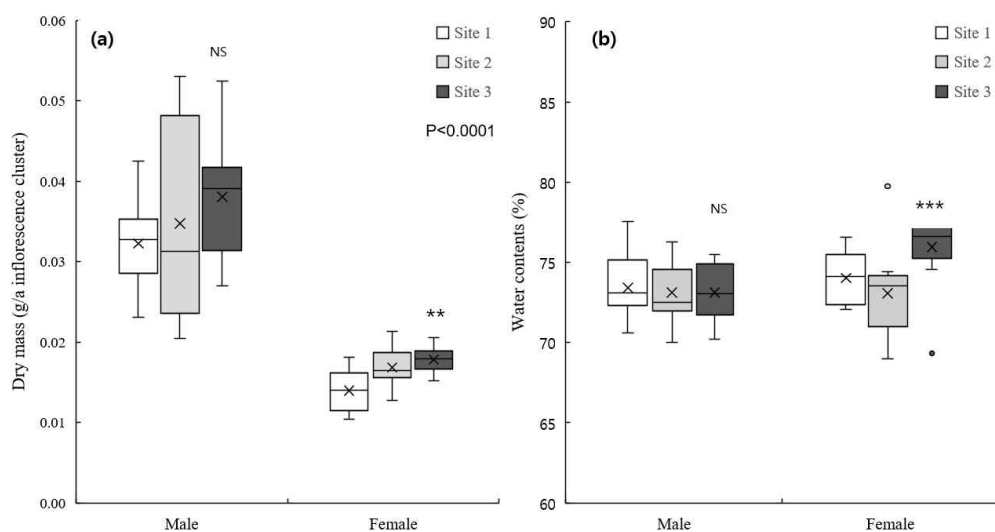 (a)
Dry mass (g/a inflorescence cluster)
0.06
0.05
0.04
0.03
0.02
0.01
0.00
NS
**
Site 1
Site 2
Site 3
P<0.0001
Male
Female
(b)
Water contents (%)
90
85
80
75
70
65
60
NS
***
Site 1
Site 2
Site 3
Male
Female